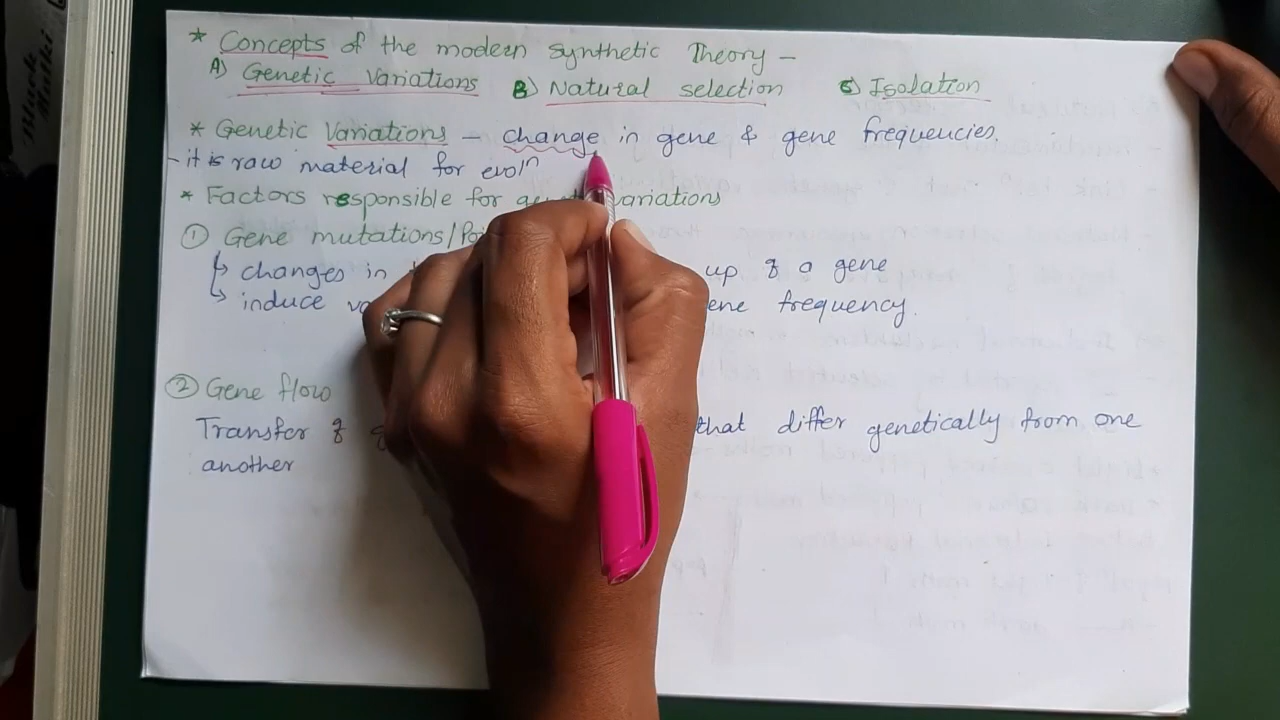 * Concepts of the modern Synthetic Theory –
A) Genetic Variations B) Natural selection C) Isolation
* Genetic Variations – change in gene & gene frequencies.
- it is raw material for evolⁿ
* Factors responsible for variations
① Gene mutations/
↳ changes in up of a gene
↳ induce frequency.
② Gene flow
Transfer of that differ genetically from one
another